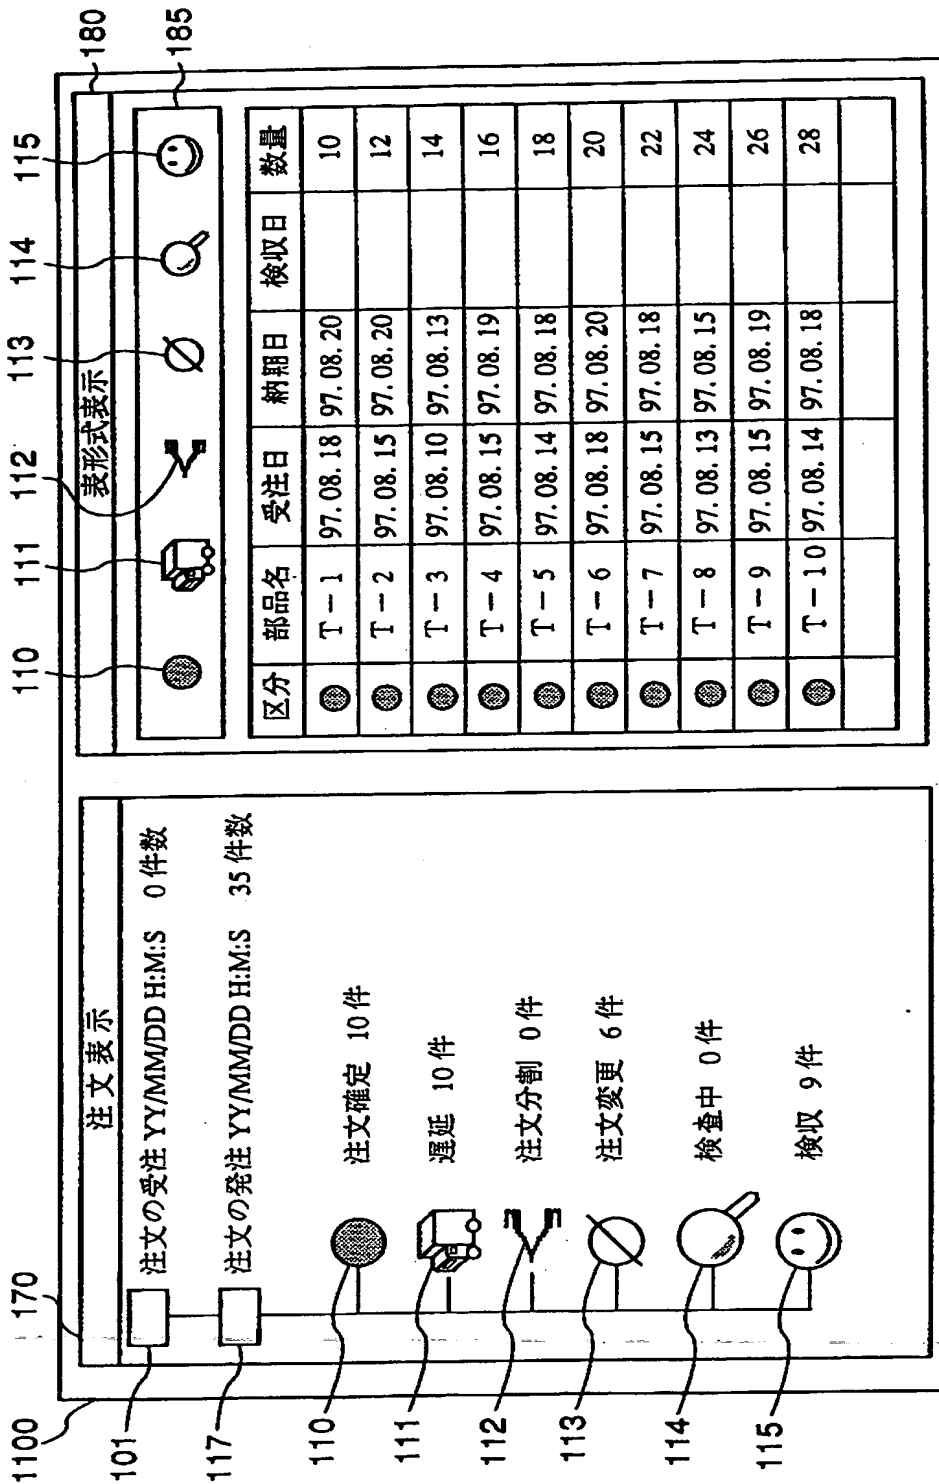 1100
170
注文表示
101
注文の受注 YY/MM/DD H:M:S 0件数
117
注文の発注 YY/MM/DD H:M:S 35件数
110
注文確定 10件
111
遅延 10件
112
注文分割 0件
113
注文変更 6件
114
検査中 0件
115
検収 9件
110 111 112 113 114 115
180
表形式表示
185
区分 部品名 受注日 納期日 検収日 数量
T-1 97.08.18 97.08.20 10
T-2 97.08.15 97.08.20 12
T-3 97.08.10 97.08.13 14
T-4 97.08.15 97.08.19 16
T-5 97.08.14 97.08.18 18
T-6 97.08.18 97.08.20 20
T-7 97.08.15 97.08.18 22
T-8 97.08.13 97.08.15 24
T-9 97.08.15 97.08.19 26
T-10 97.08.14 97.08.18 28